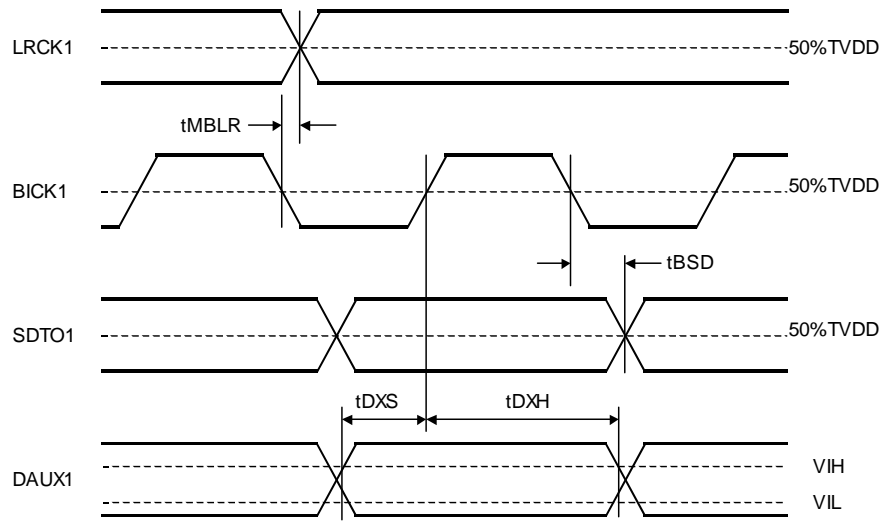 LRCK1
50%TVDD
tMBLR
BICK1
50%TVDD
tBSD
SDTO1
50%TVDD
tDXS
tDXH
DAUX1
VIH
VIL